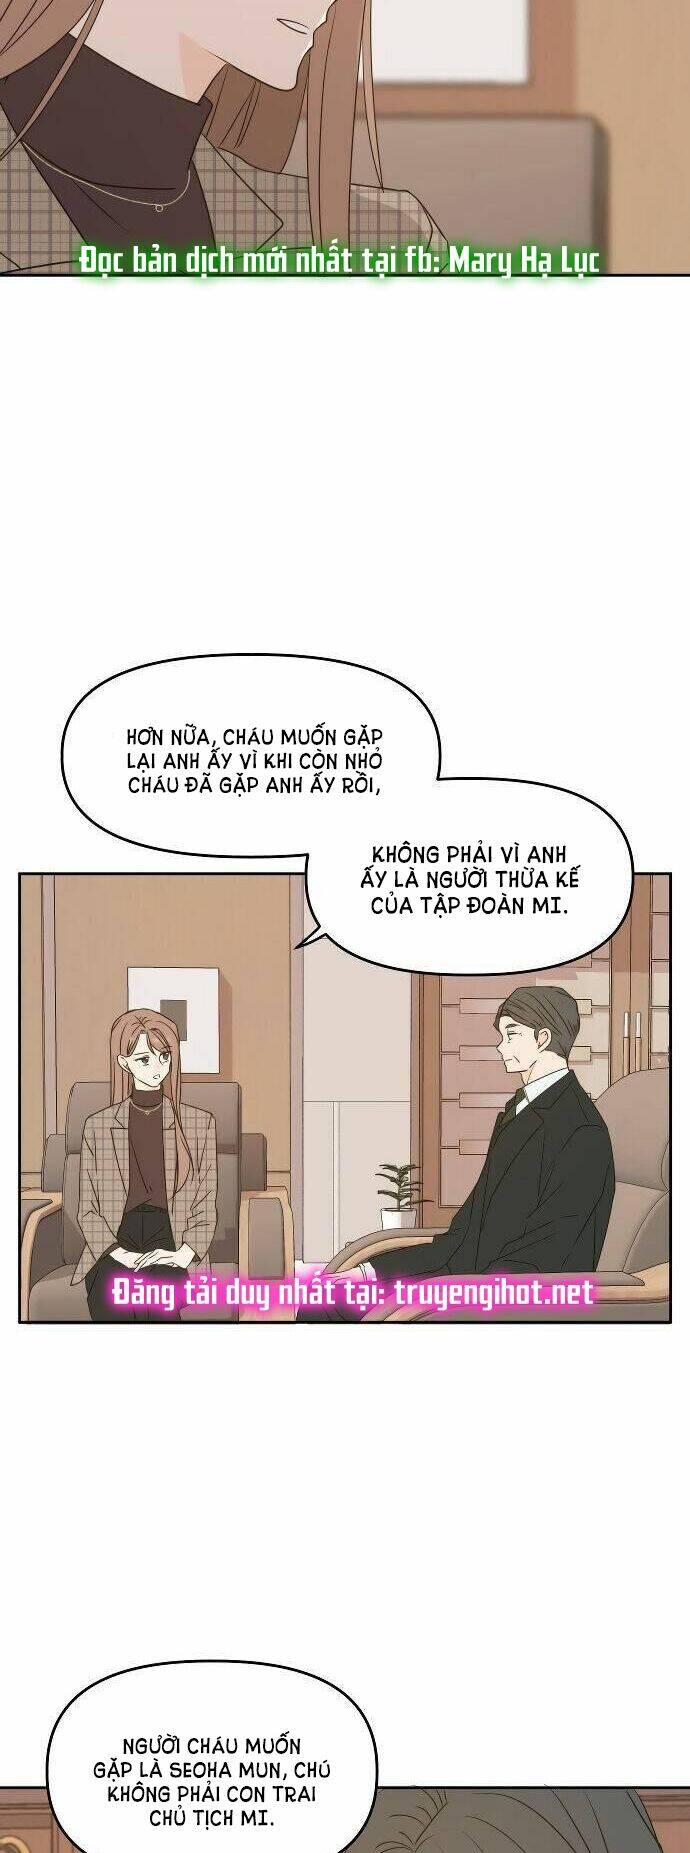 Đọc bản dịch mới nhất tại fb: Mary Hạ Lục
HƠN NỮA, CHÁU MUỐN GẶP
LẠI ANH ẤY VÌ KHI CÒN NHỎ
CHÁU ĐÃ GẶP ANH ẤY RỒI,
KHÔNG PHẢI VÌ ANH
ẤY LÀ NGƯỜI THỪA KẾ
CỦA TẬP ĐOÀN MI.
Đăng tải duy nhất tại: truyengihot.net
NGƯỜI CHÁU MUỐN
GẶP LÀ SEOHA MUN, CHÚ
KHÔNG PHẢI CON TRAI
CHỦ TỊCH MI.